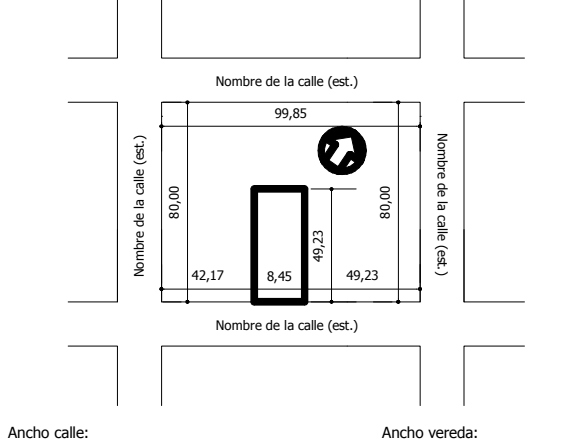 Nombre de la calle (est.)
99,85
Nombre de la calle (est.)
80,00
80,00
Nombre de la calle (est.)
49,23
42,17
8,45
49,23
Nombre de la calle (est.)
Ancho calle:
Ancho vereda: